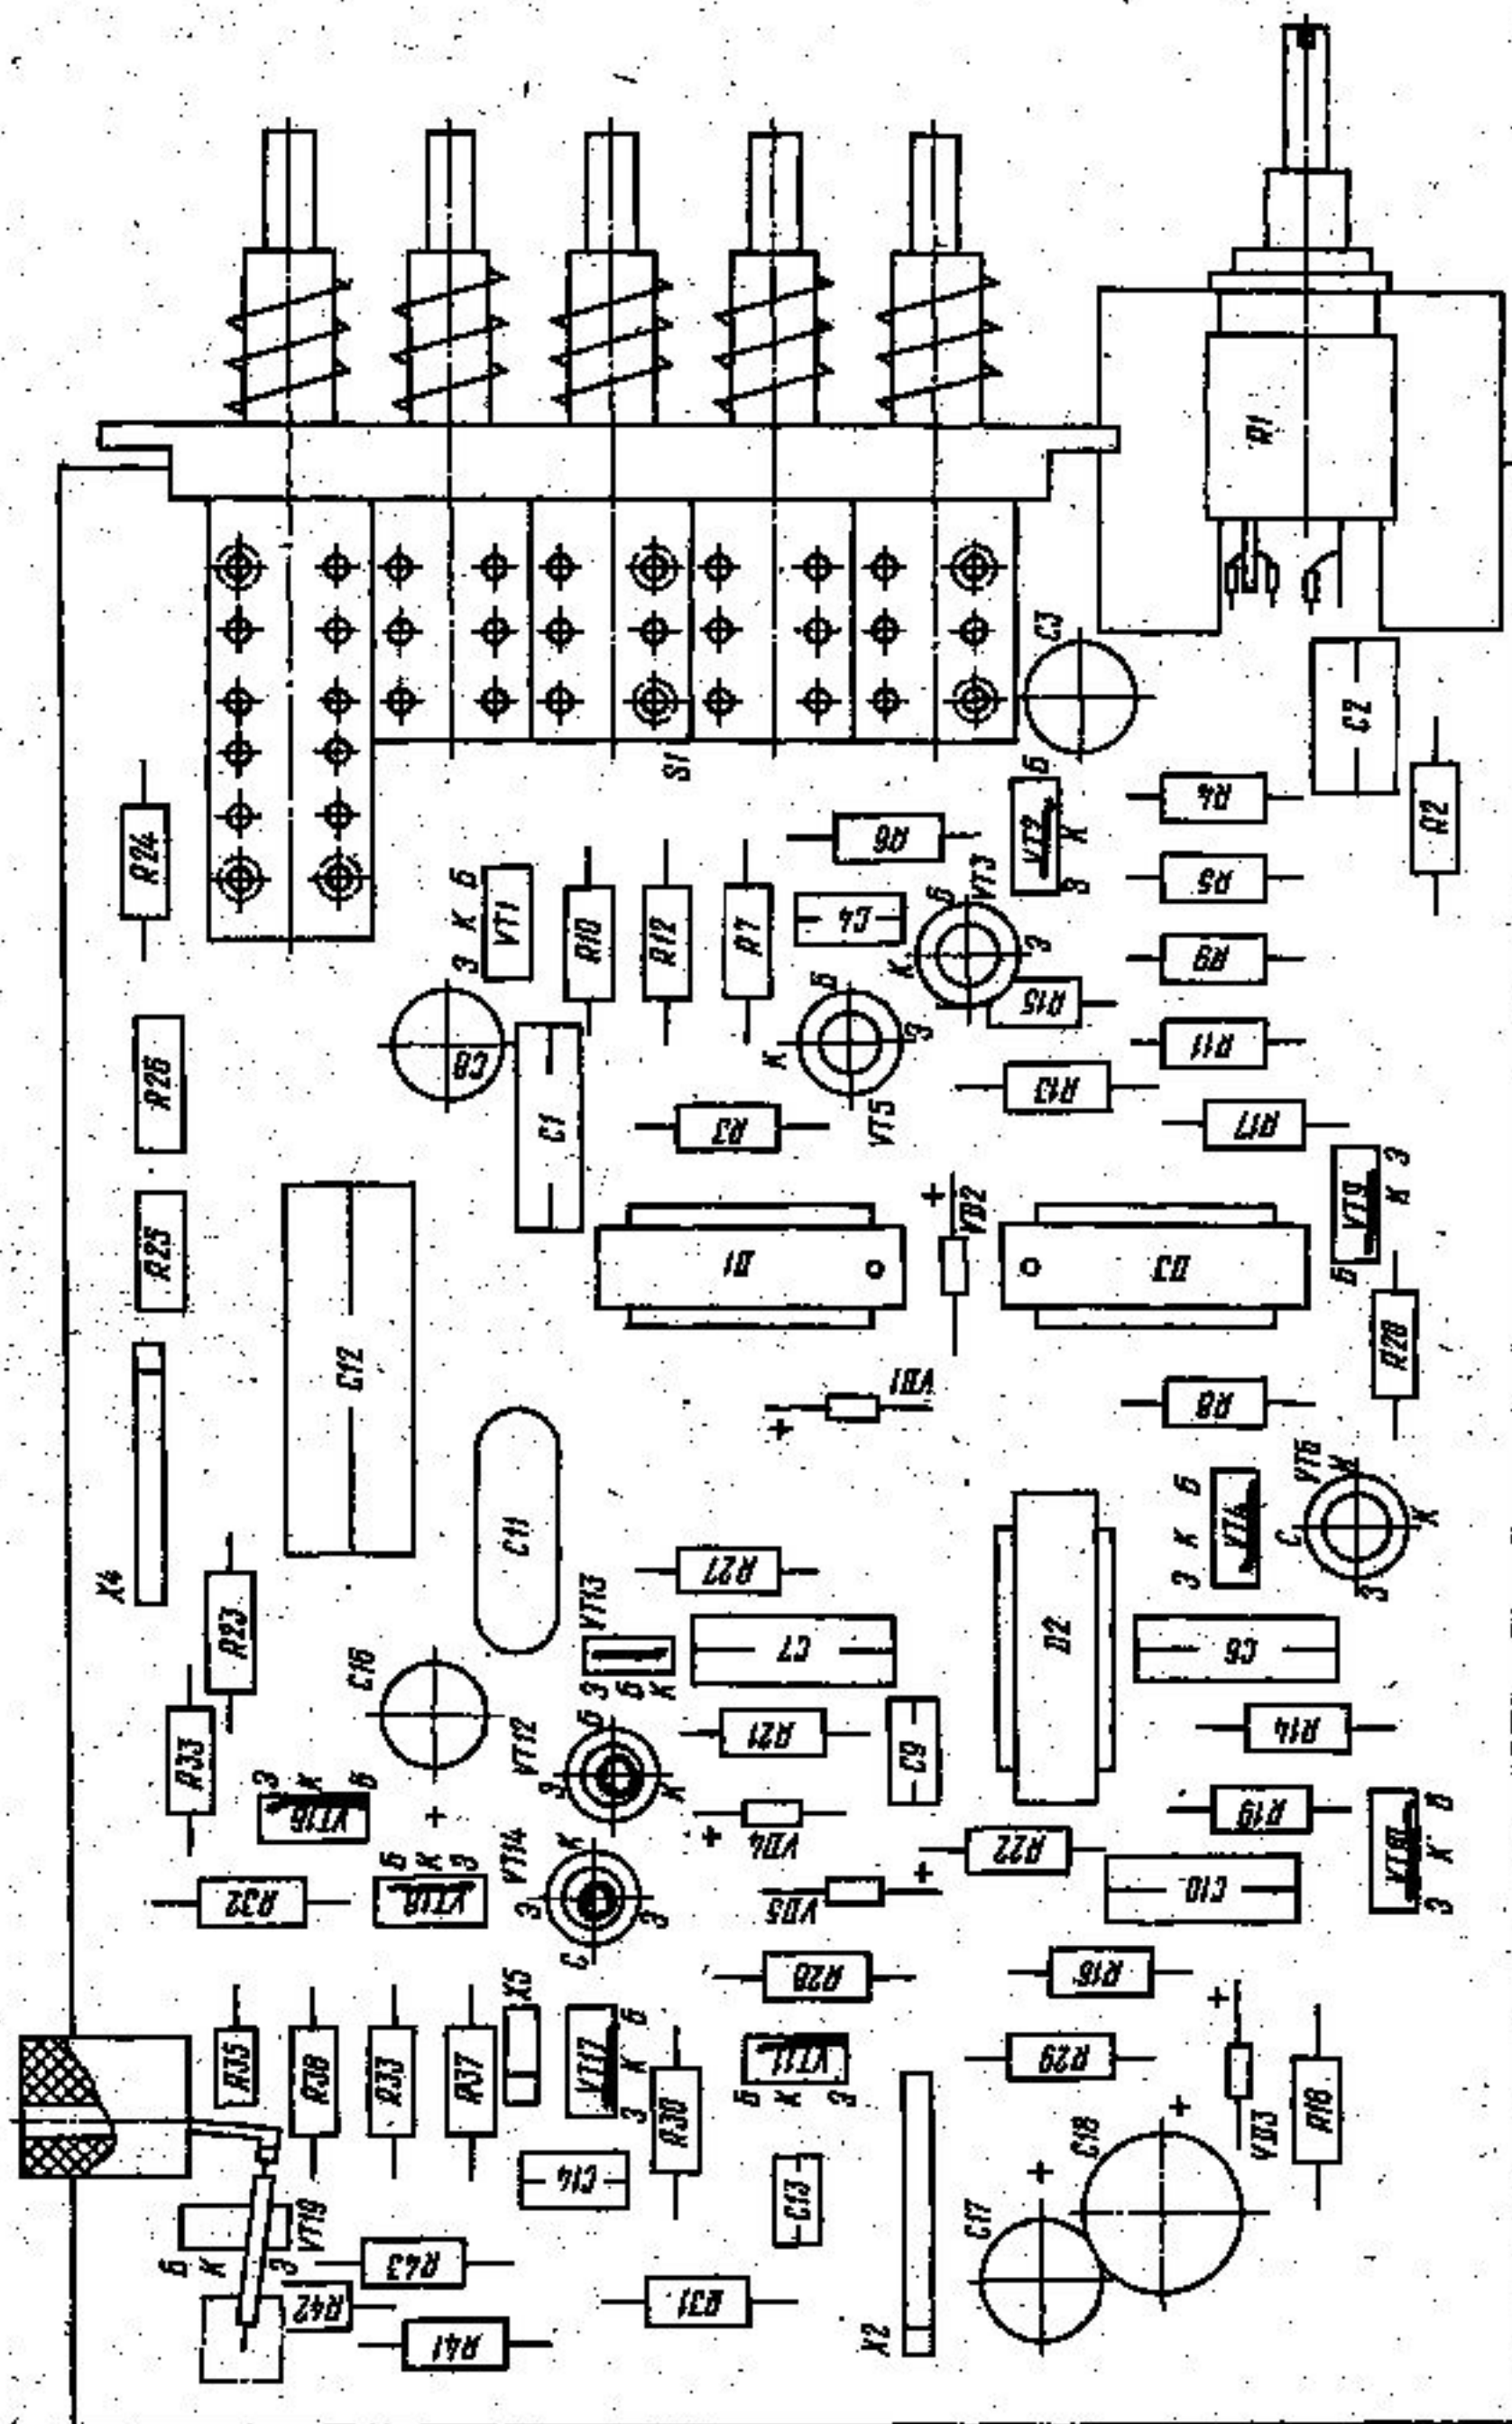 R1
C3
C2
S1
R4
R2
R24
R6
VT2
Б
К
Э
VT3
Б
К
Э
R5
Э К Б
VT1
R10
R12
R7
C4
R9
R15
C8
C1
Б
К
Э
VT5
R11
R13
R3
R17
R26
VT9
Э
К
Б
R25
D1
+
VD2
D3
C12
R20
VD1
+
R8
X4
C11
VT6
И
С
К
З
Э К Б
VT4
R27
D2
R23
VT13
Э
Б
К
C7
C6
C16
+
R33
VT12
Б
Э
К
R21
C9
R14
Э
К
Б
VT16
+
VD4
R19
R22
Б
К
Э
VT18
VT14
К
З
С
VD5
+
C10
Б
К
Э
R32
R28
R16
X5
R35
R38
R33
R37
VT17
Б
К
Э
R30
VT11
Б
К
Э
R29
+
VD3
R18
C14
C13
C18
+
C17
+
VT19
Б
К
Э
R43
R42
R41
R31
X2